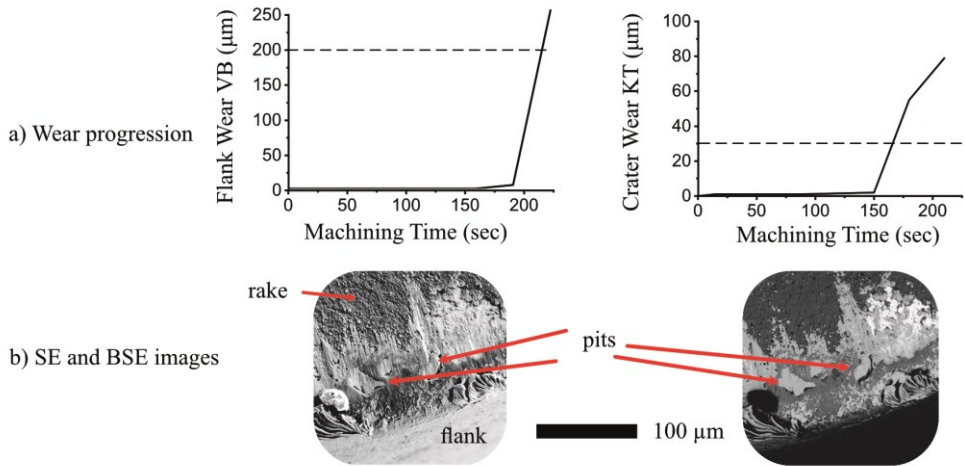 a) Wear progression
Flank Wear VB (µm)
250
200
150
100
50
0
0 50 100 150 200
Machining Time (sec)
Crater Wear KT (µm)
100
80
60
40
20
0
0 50 100 150 200
Machining Time (sec)
b) SE and BSE images
rake
pits
flank
100 µm